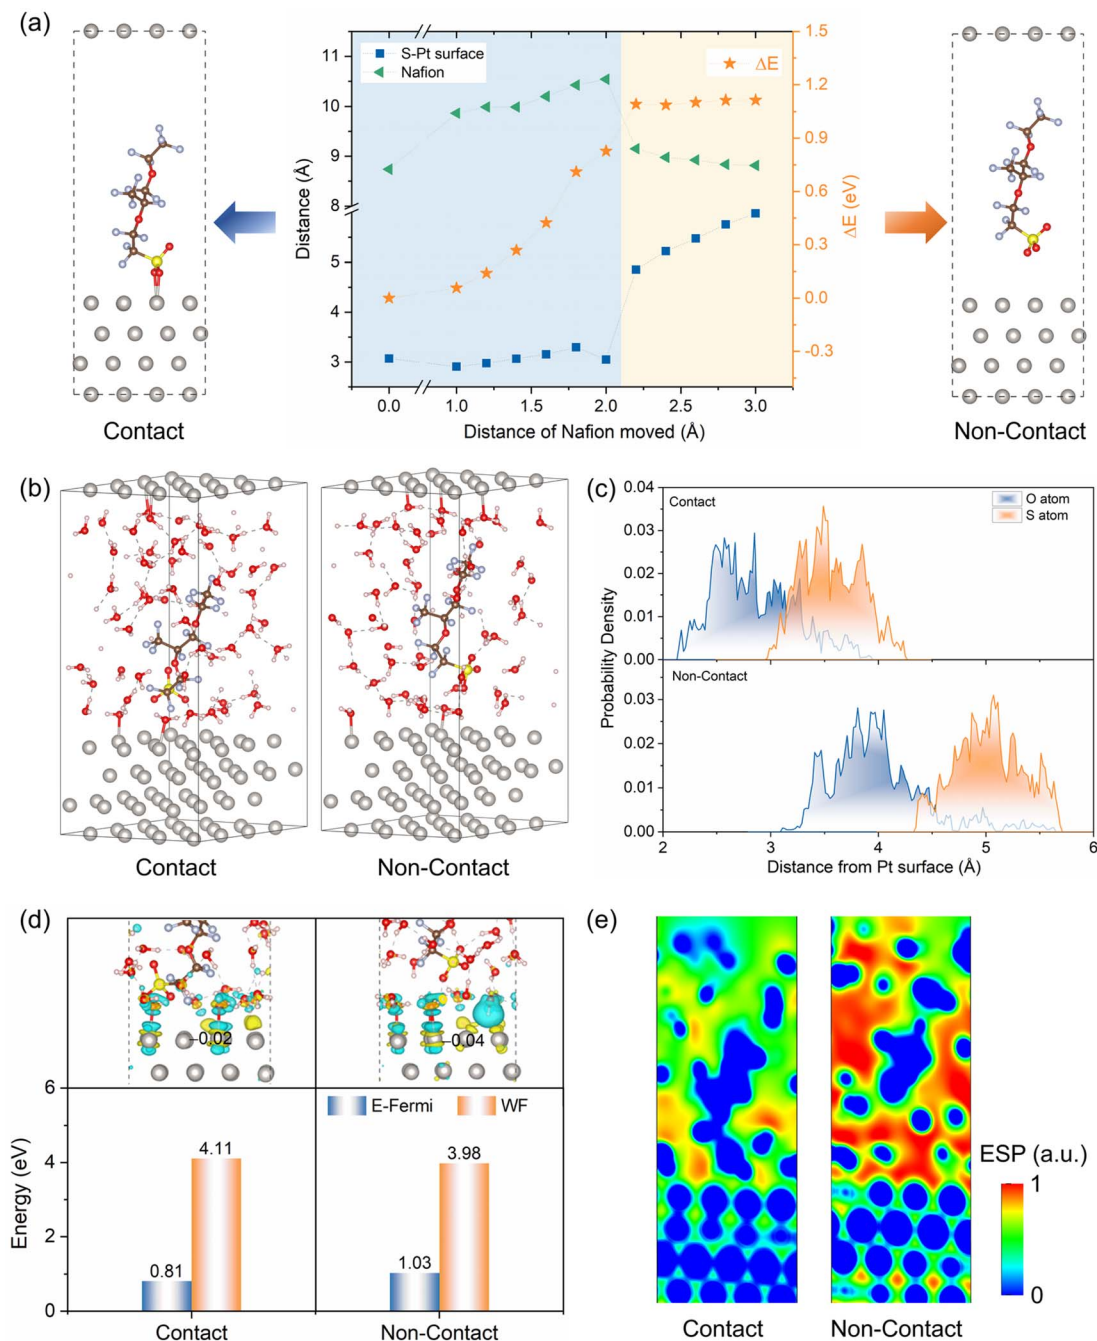 (a)
S-Pt surface
Nafion
ΔE
11
10
9
8
5
4
3
Distance (Å)
1.5
1.2
0.9
0.6
0.3
0.0
-0.3
ΔE (eV)
0.0
1.0
1.5
2.0
2.5
3.0
Distance of Nafion moved (Å)
Contact
Non-Contact
(b)
Contact
Non-Contact
(c)
Contact
O atom
S atom
0.04
0.03
0.02
0.01
0.00
Non-Contact
0.03
0.02
0.01
0.00
Probability Density
2
3
4
5
6
Distance from Pt surface (Å)
(d)
−0.02
−0.04
E-Fermi
WF
6
4
2
0
Energy (eV)
0.81
4.11
1.03
3.98
Contact
Non-Contact
(e)
ESP (a.u.)
1
0
Contact
Non-Contact